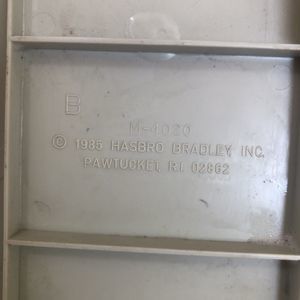 B
M-4020
© 1985 HASBRO BRADLEY, INC.
PAWTUCKET, R.I. 02862